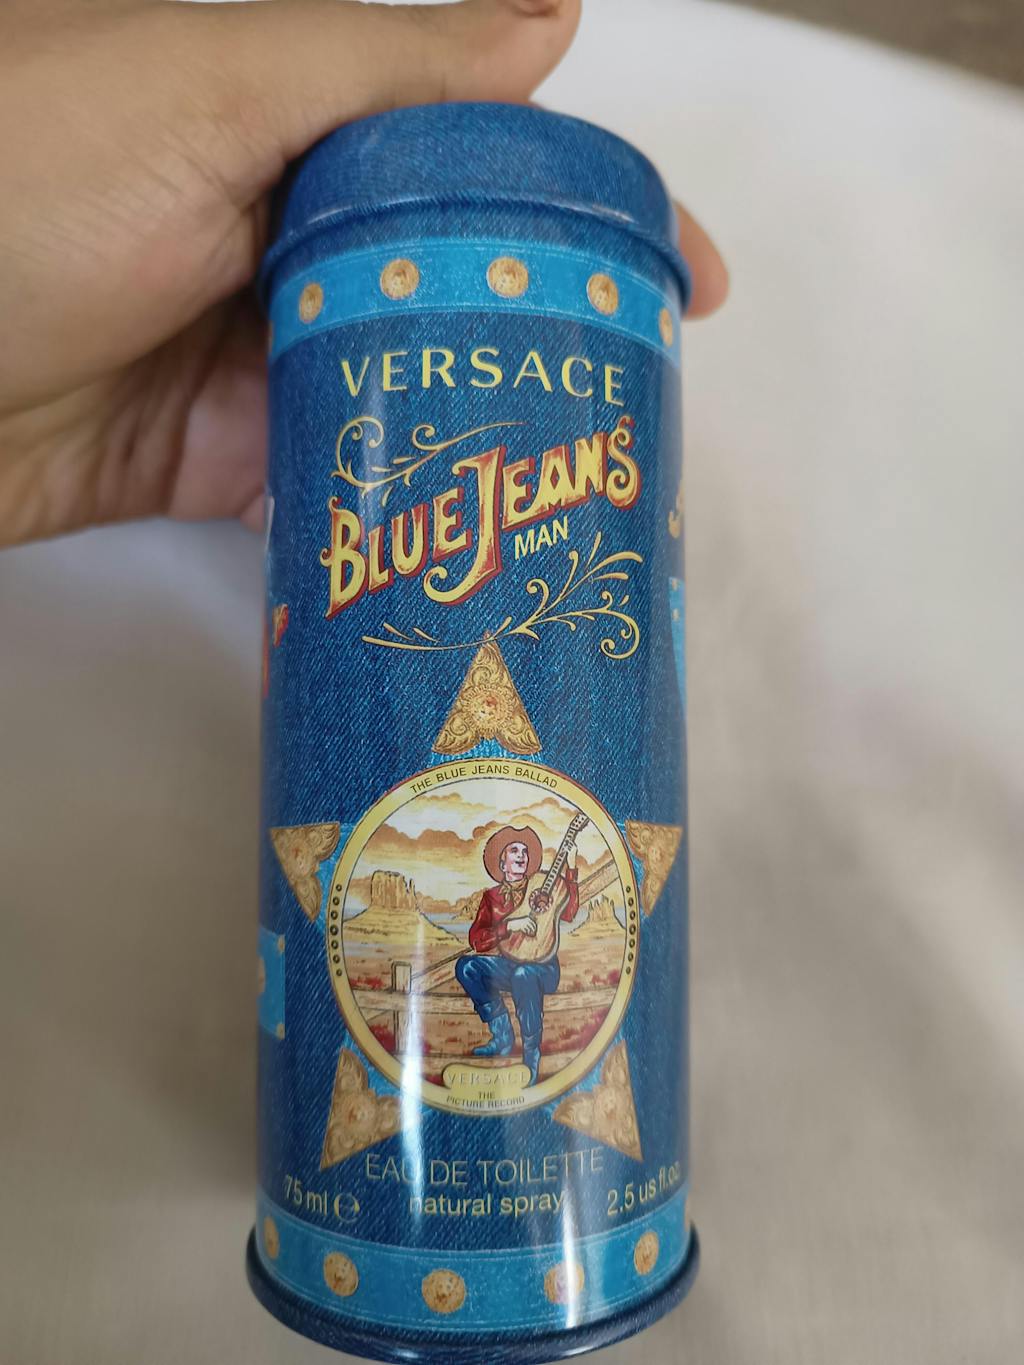 VERSACE
BLUE JEANS
MAN
THE BLUE JEANS BALLAD
VERSACE
THE
PICTURE RECORD
EAU DE TOILETTE
75 ml ℮ natural spray 2.5 us fl.oz.